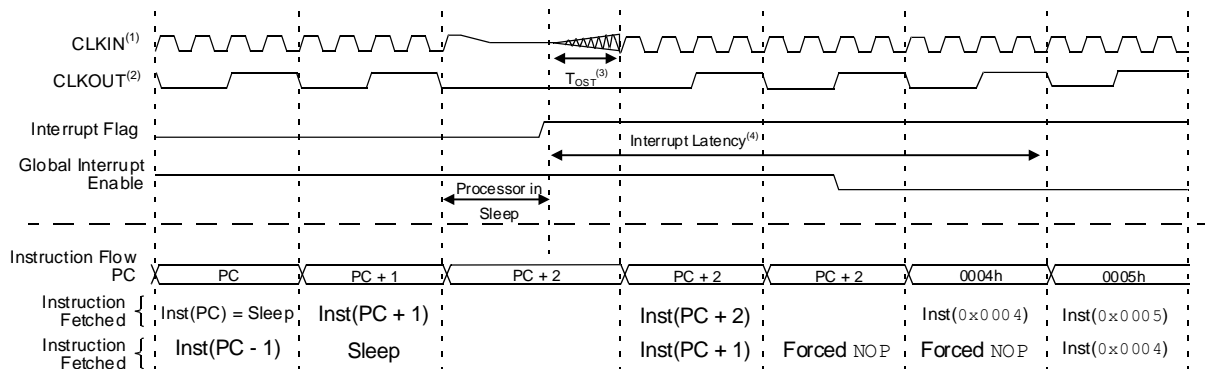 CLKIN(1)
CLKOUT(2)
TOST(3)
Interrupt Flag
Interrupt Latency(4)
Global Interrupt
Enable
Processor in
Sleep
Instruction Flow
PC PC PC + 1 PC + 2 PC + 2 PC + 2 0004h 0005h
Instruction
Fetched { Inst(PC) = Sleep Inst(PC + 1) Inst(PC + 2) Inst(0x0004) Inst(0x0005)
Instruction
Fetched { Inst(PC - 1) Sleep Inst(PC + 1) Forced NOP Forced NOP Inst(0x0004)